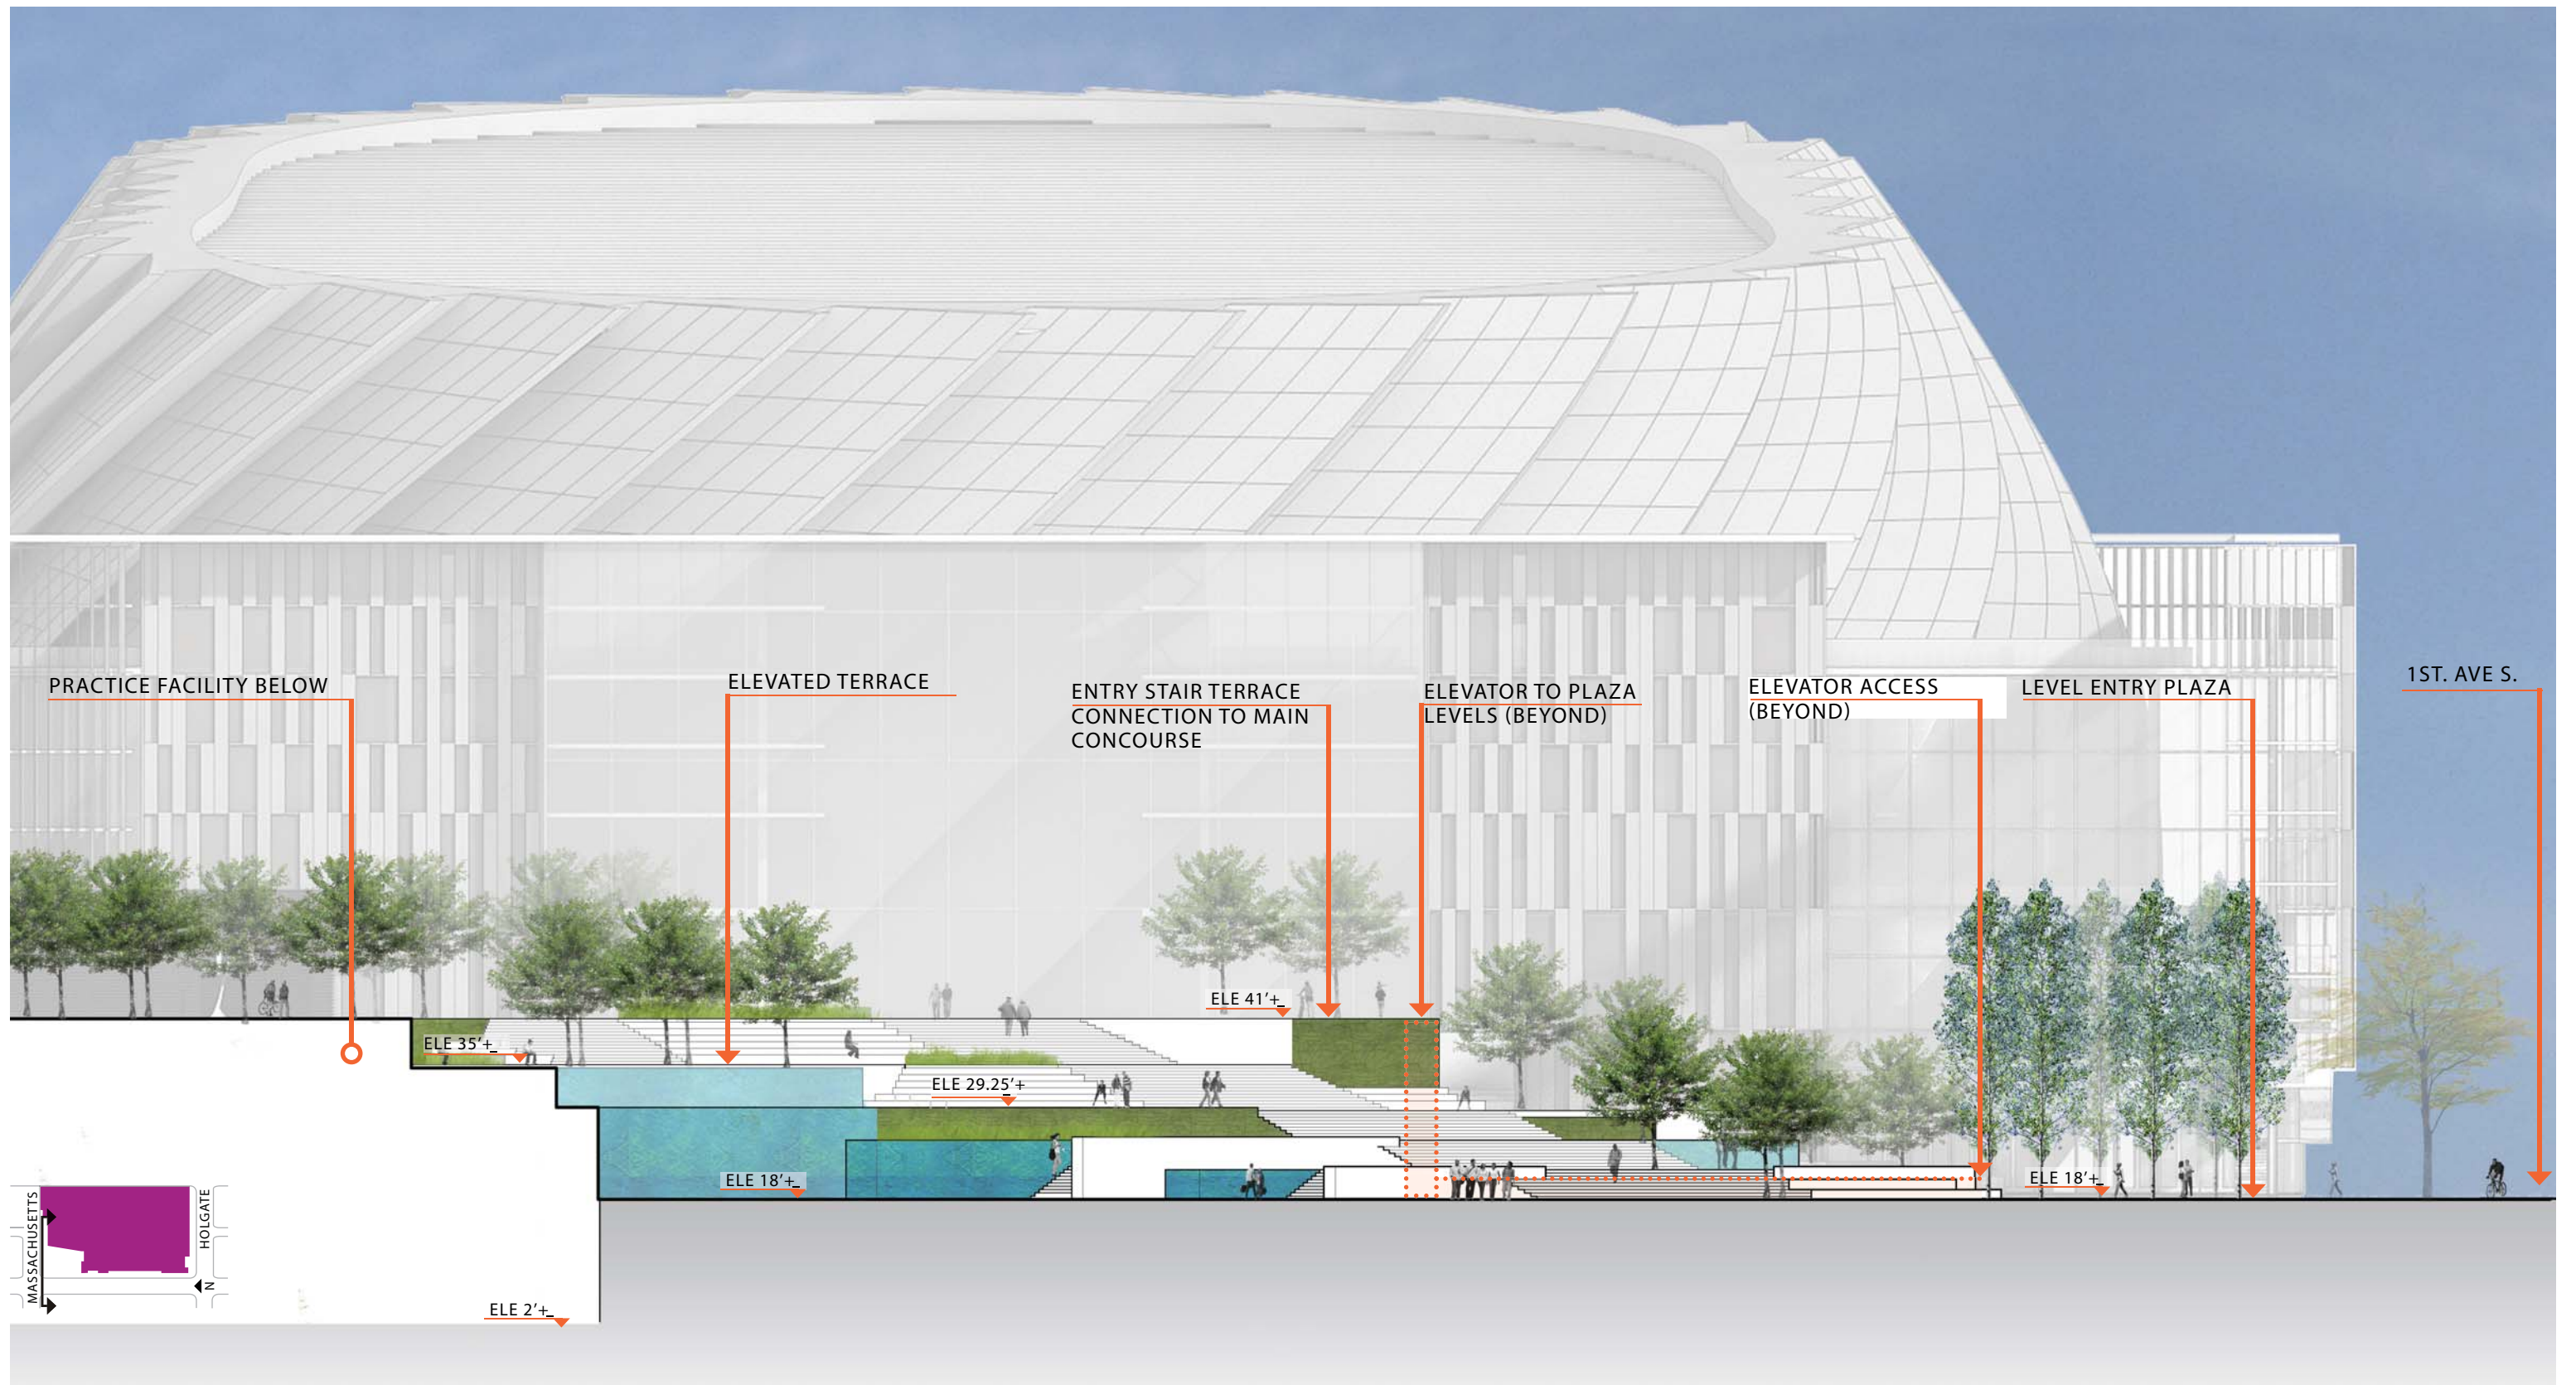 1ST. AVE S.
ELEVATED TERRACE
PRACTICE FACILITY BELOW
ENTRY STAIR TERRACE
CONNECTION TO MAIN
CONCOURSE
ELEVATOR TO PLAZA
LEVELS (BEYOND)
ELEVATOR ACCESS
(BEYOND)
LEVEL ENTRY PLAZA
ELE 41'+
ELE 35'+
ELE 29.25'+
ELE 18'+
ELE 18'+
MASSACHUSETTS
HOLGATE
N
ELE 2'+